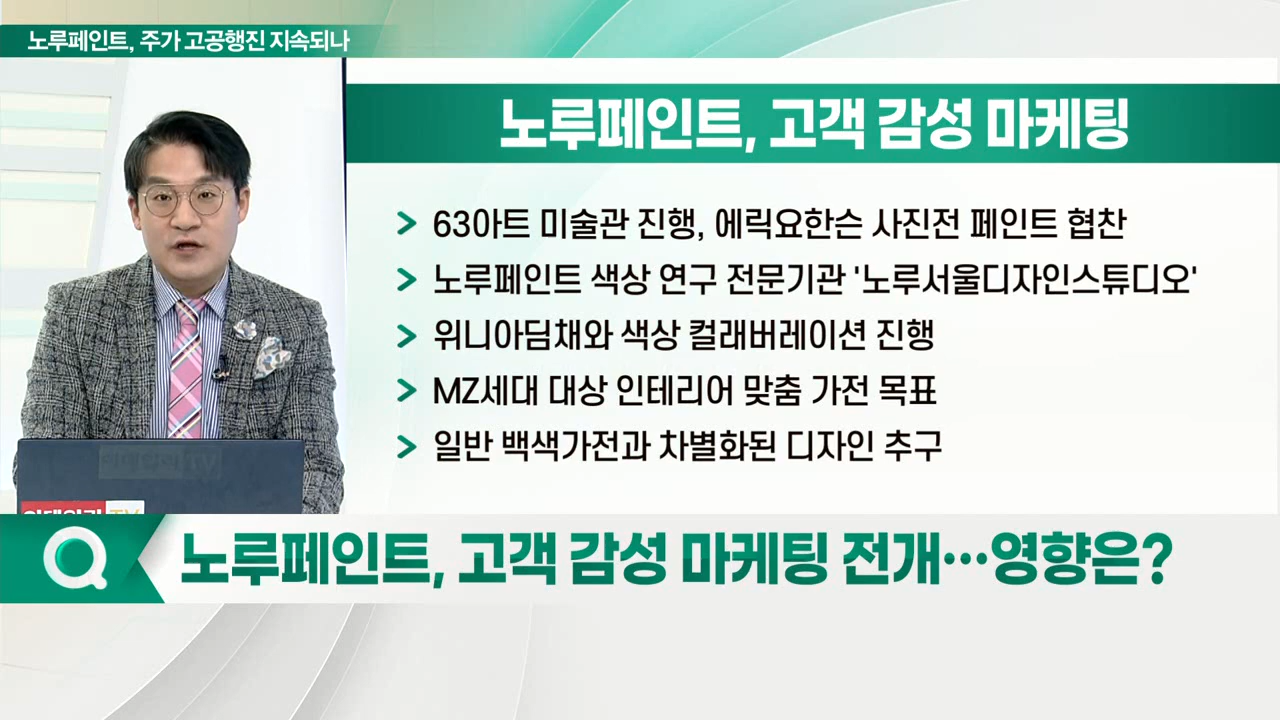 노루페인트, 주가 고공행진 지속되나
노루페인트, 고객 감성 마케팅
63아트 미술관 진행, 에릭요한슨 사진전 페인트 협찬
노루페인트 색상 연구 전문기관 '노루서울디자인스튜디오'
위니아딤채와 색상 컬래버레이션 진행
MZ세대 대상 인테리어 맞춤 가전 목표
일반 백색가전과 차별화된 디자인 추구
이데일리 TV
노루페인트, 고객 감성 마케팅 전개…영향은?